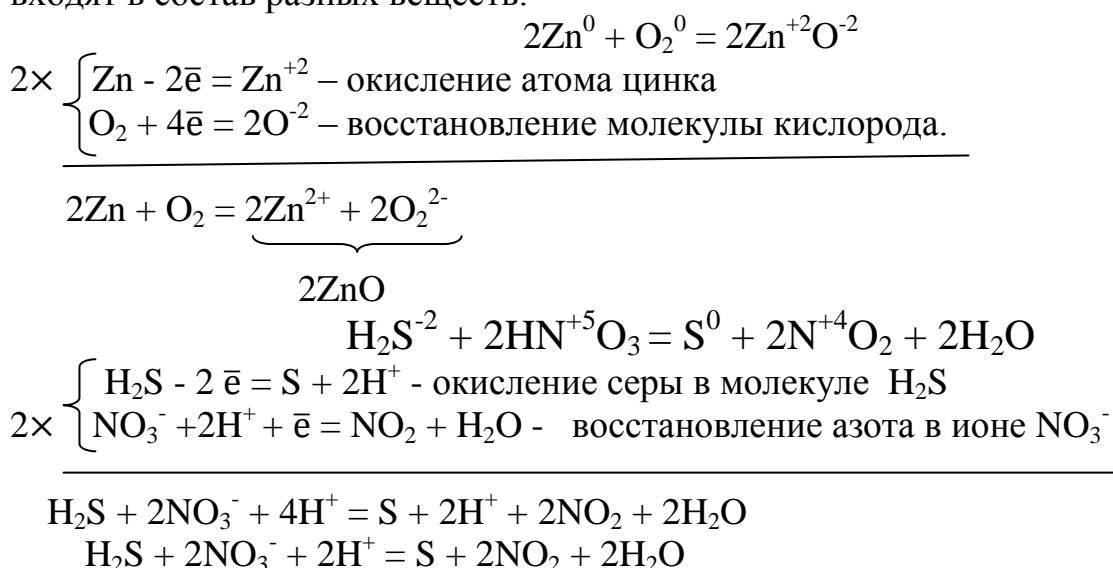 входят в состав разных веществ.
2Zn⁰ + O₂⁰ = 2Zn⁺²O⁻²
2× Zn - 2ē = Zn⁺² – окисление атома цинка
O₂ + 4ē = 2O⁻² – восстановление молекулы кислорода.
2Zn + O₂ = 2Zn²⁺ + 2O₂²⁻
2ZnO
H₂S⁻² + 2HN⁺⁵O₃ = S⁰ + 2N⁺⁴O₂ + 2H₂O
H₂S - 2 ē = S + 2H⁺ - окисление серы в молекуле H₂S
2× NO₃⁻ +2H⁺ + ē = NO₂ + H₂O - восстановление азота в ионе NO₃⁻
H₂S + 2NO₃⁻ + 4H⁺ = S + 2H⁺ + 2NO₂ + 2H₂O
H₂S + 2NO₃⁻ + 2H⁺ = S + 2NO₂ + 2H₂O